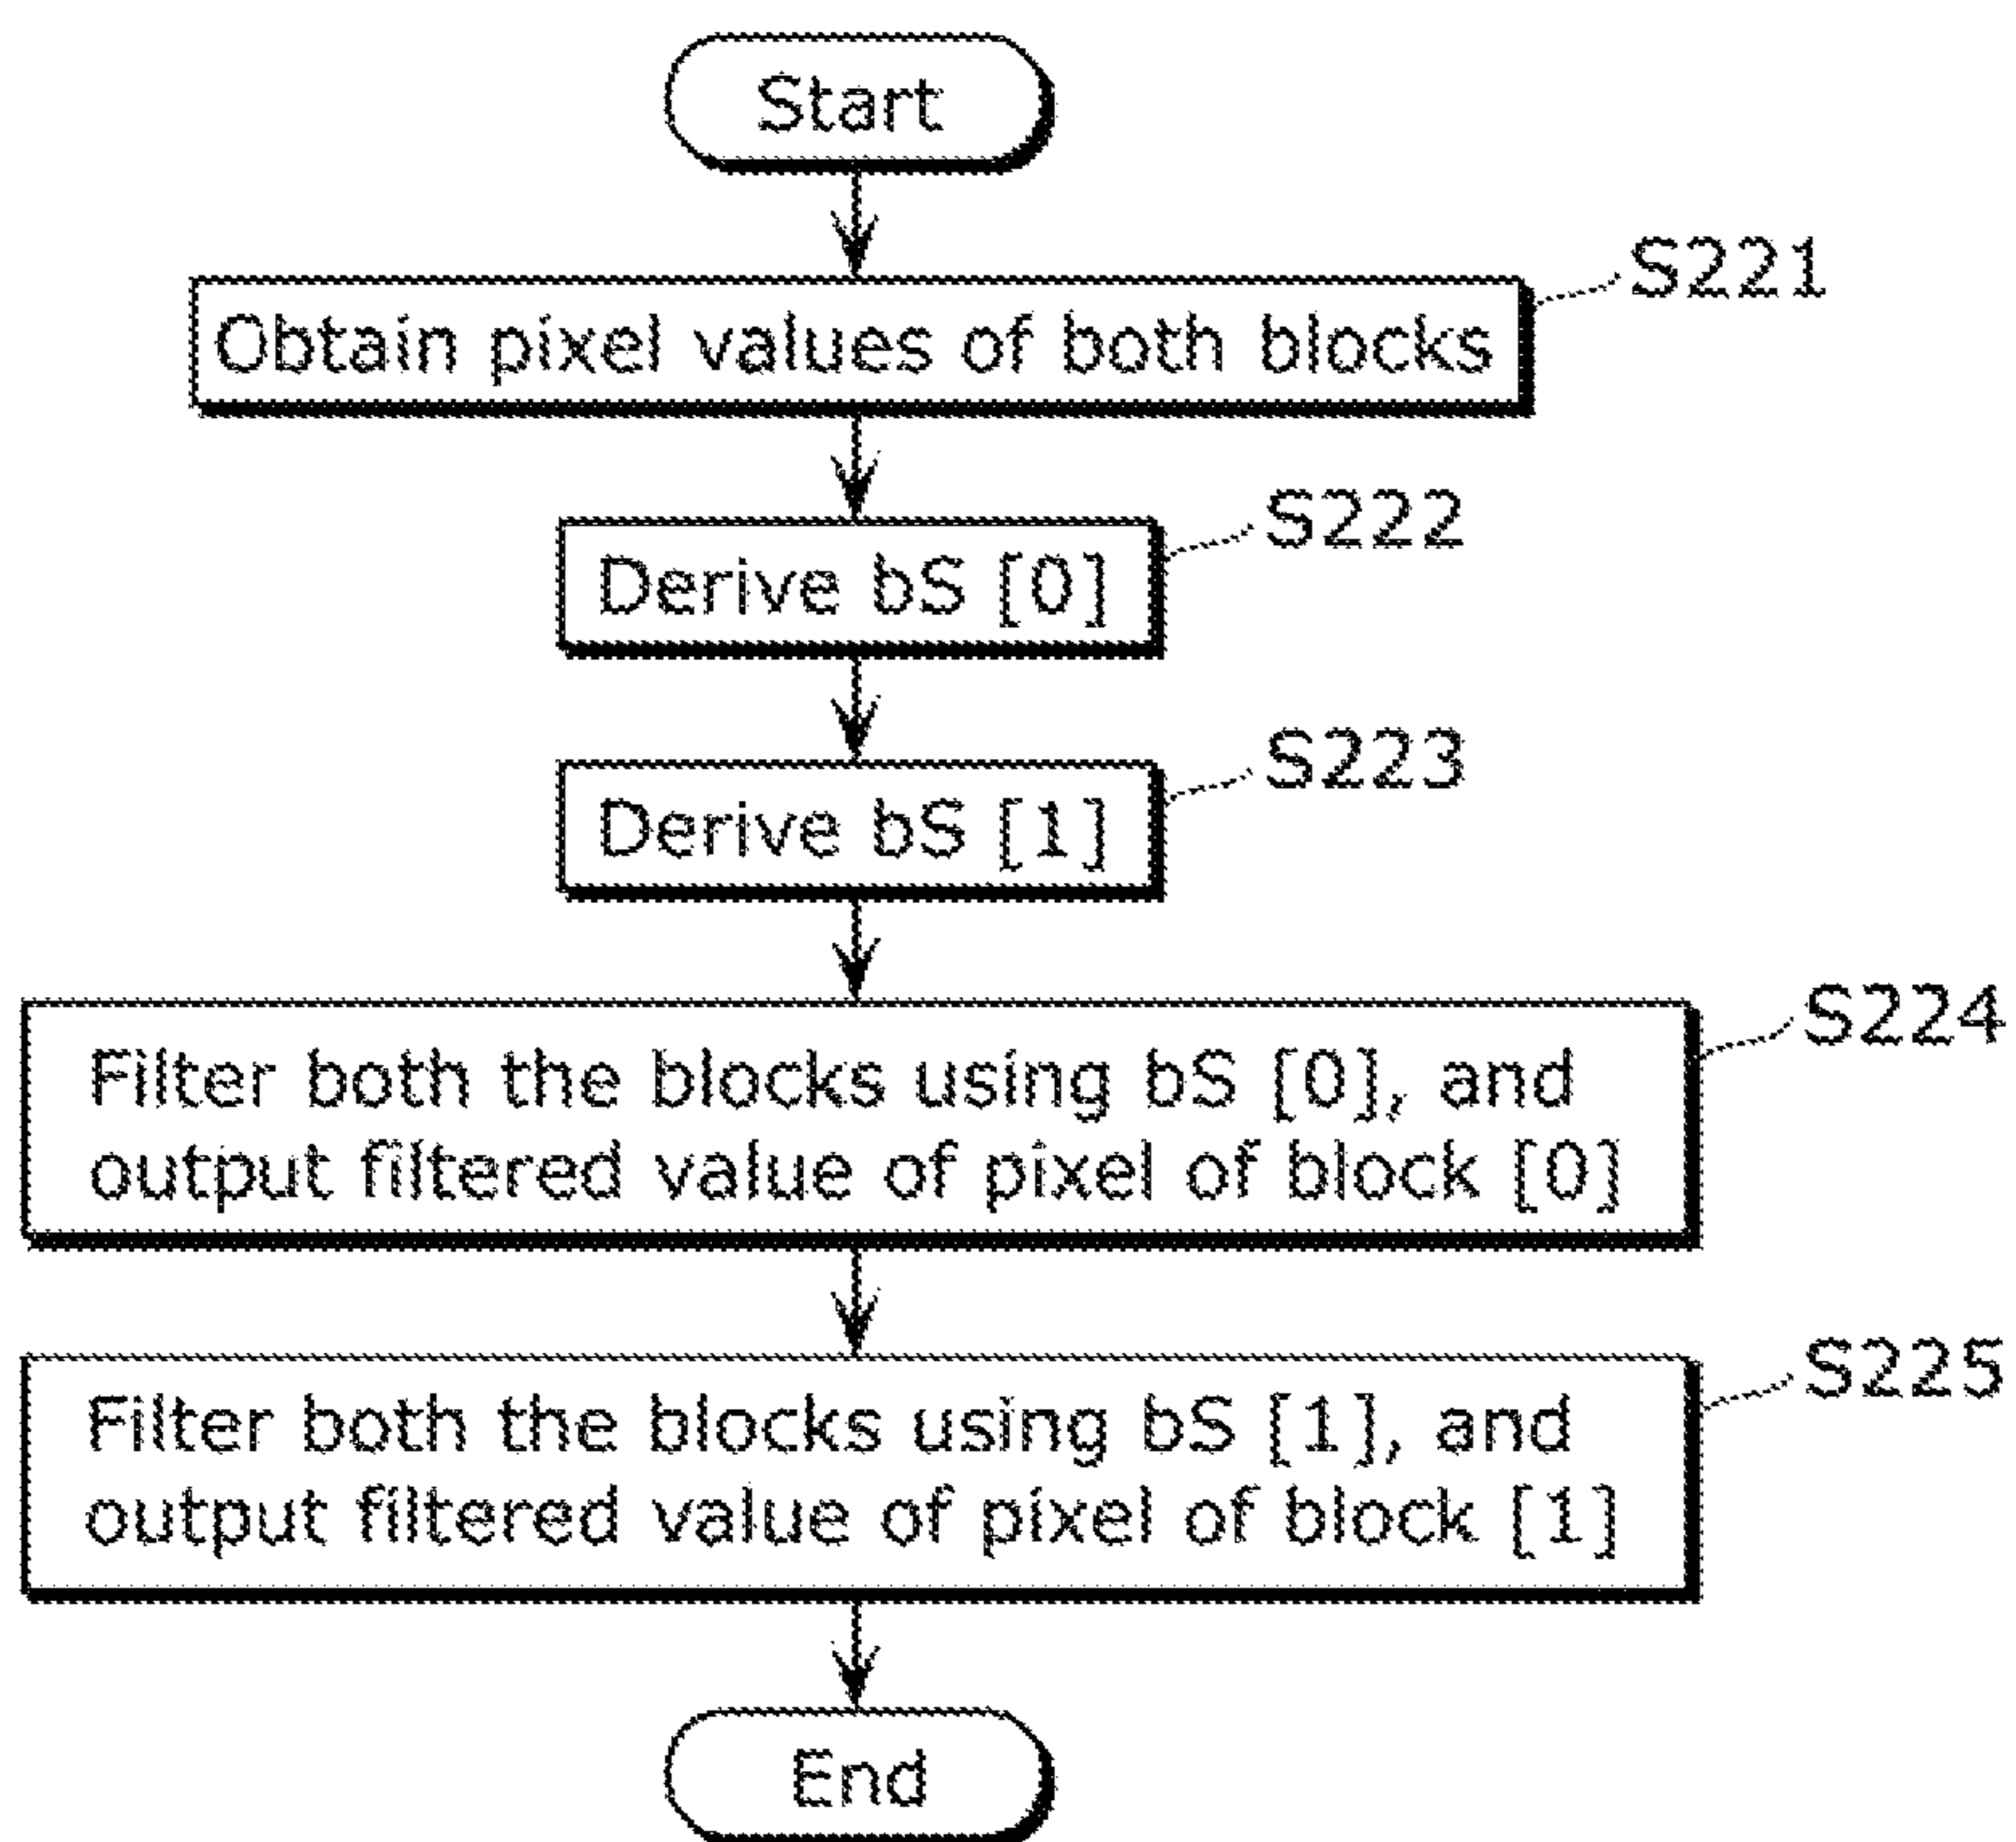 Start
S221
Obtain pixel values of both blocks
S222
Derive bS [0]
S223
Derive bS [1]
S224
Filter both the blocks using bS [0], and
output filtered value of pixel of block [0]
S225
Filter both the blocks using bS [1], and
output filtered value of pixel of block [1]
End